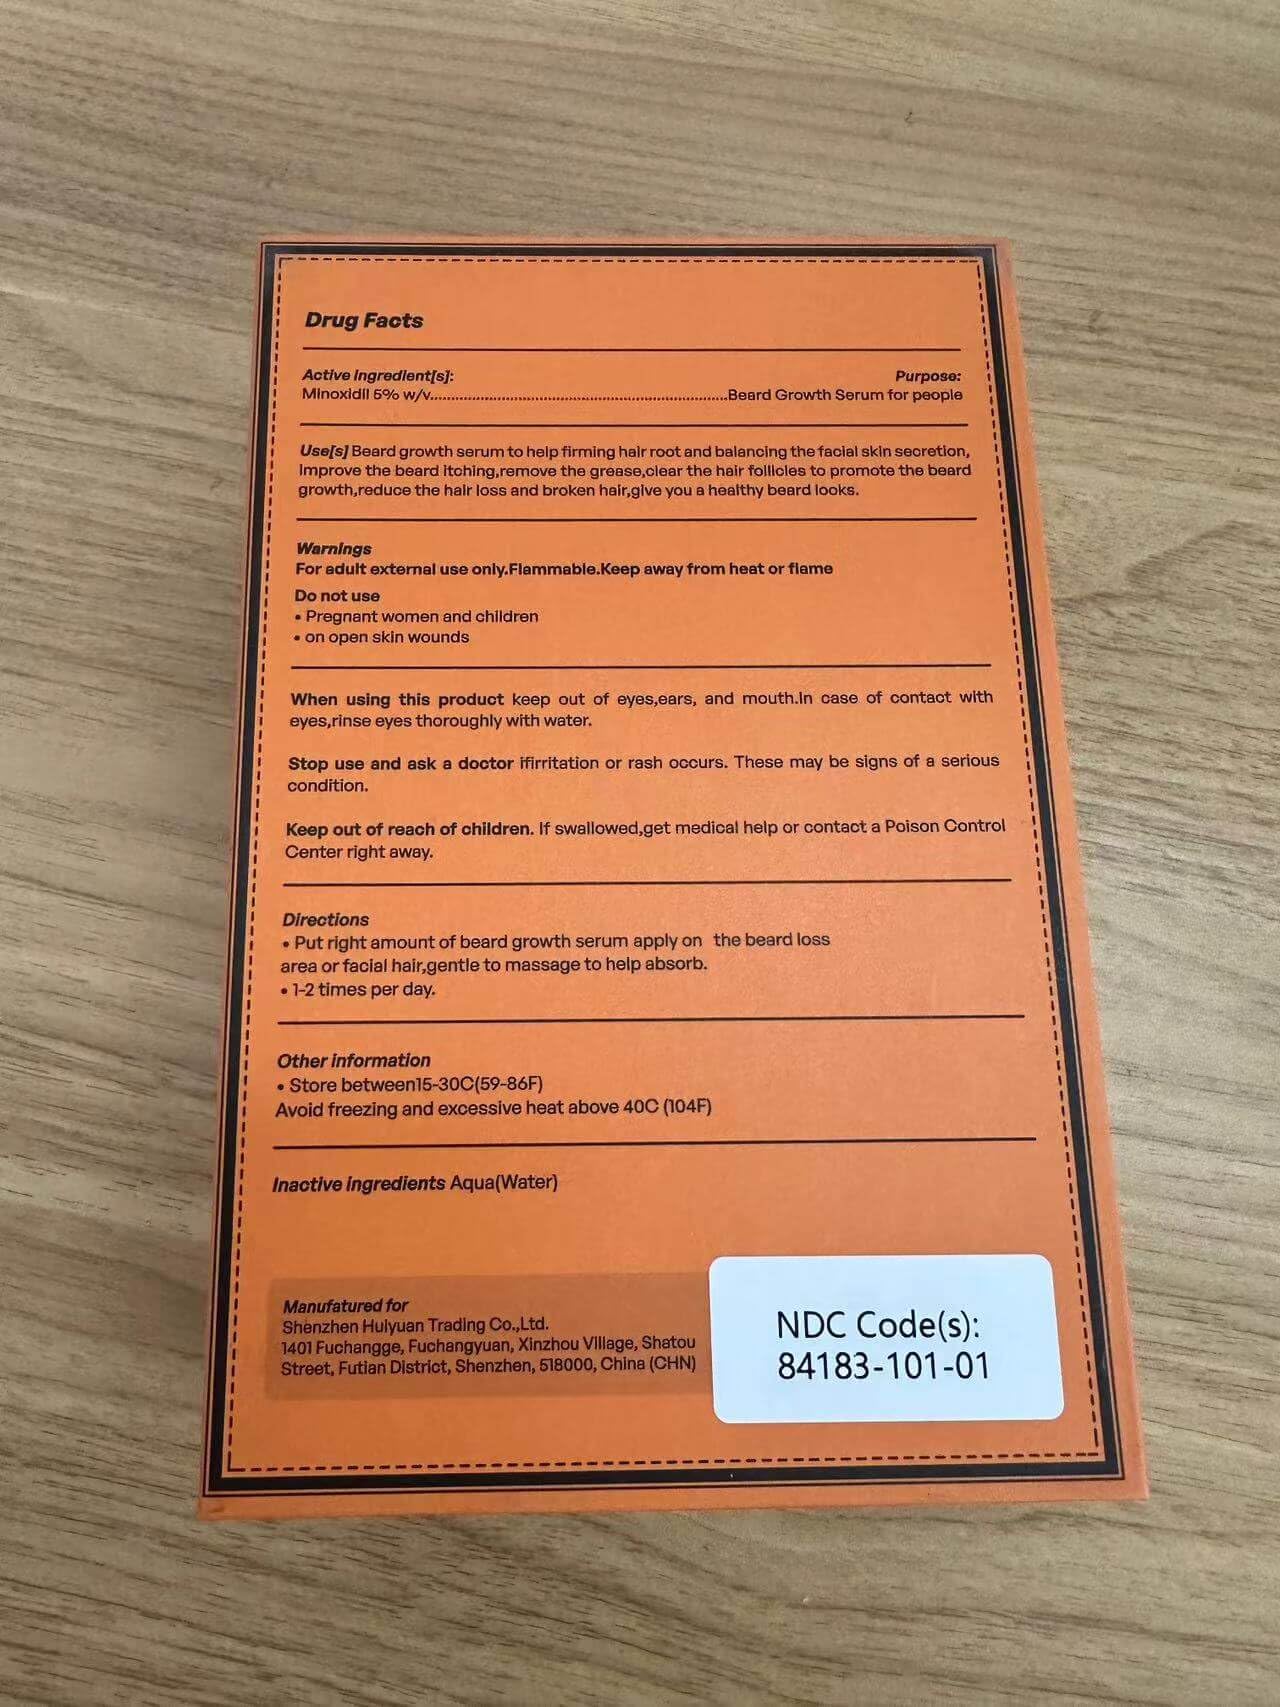 Drug Facts
Active Ingredient[s]: Purpose:
Minoxidil 5% w/v........................................................................Beard Growth Serum for people
Use[s] Beard growth serum to help firming hair root and balancing the facial skin secretion,
improve the beard itching,remove the grease,clear the hair follicles to promote the beard
growth,reduce the hair loss and broken hair,give you a healthy beard looks.
Warnings
For adult external use only.Flammable.Keep away from heat or flame
Do not use
• Pregnant women and children
• on open skin wounds
When using this product keep out of eyes,ears, and mouth.In case of contact with
eyes,rinse eyes thoroughly with water.
Stop use and ask a doctor ifirritation or rash occurs. These may be signs of a serious
condition.
Keep out of reach of children. If swallowed,get medical help or contact a Poison Control
Center right away.
Directions
• Put right amount of beard growth serum apply on the beard loss
area or facial hair,gentle to massage to help absorb.
• 1-2 times per day.
Other information
• Store between15-30C(59-86F)
Avoid freezing and excessive heat above 40C (104F)
Inactive ingredients Aqua(Water)
Manufatured for
Shenzhen Huiyuan Trading Co.,Ltd.
1401 Fuchangge, Fuchangyuan, Xinzhou Village, Shatou
Street, Futian District, Shenzhen, 518000, China (CHN)
NDC Code(s):
84183-101-01